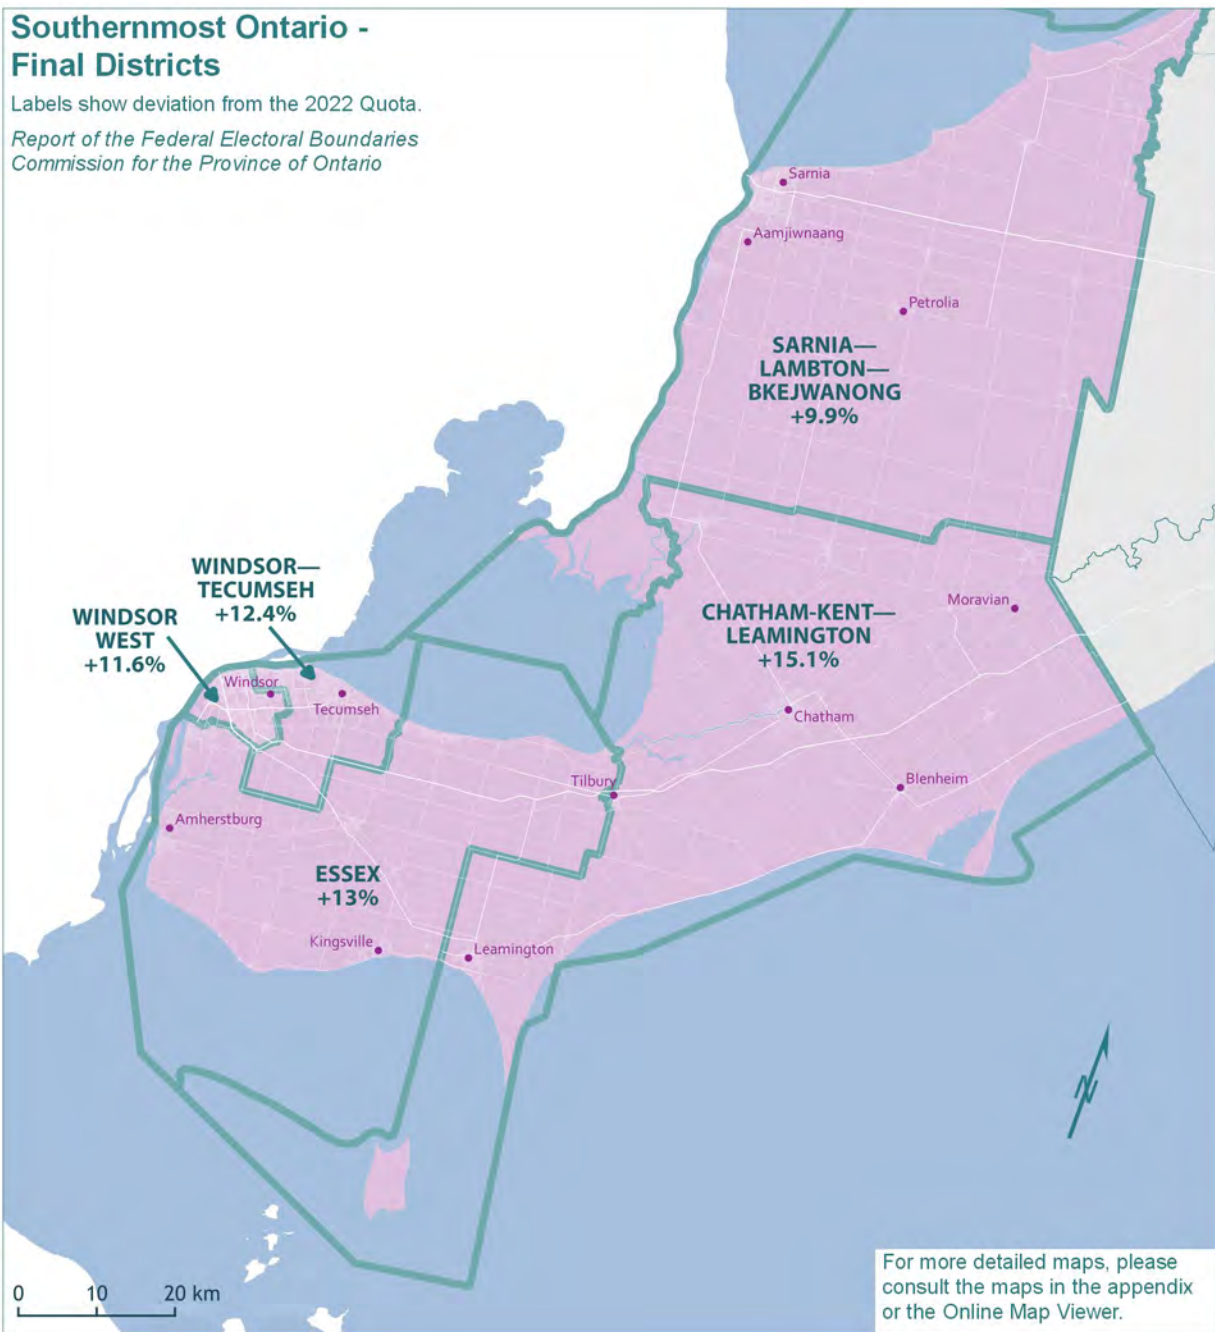 Southernmost Ontario -
Final Districts
Labels show deviation from the 2022 Quota.
Report of the Federal Electoral Boundaries
Commission for the Province of Ontario
Sarnia
Aamjiwnaang
Petrolia
SARNIA—
LAMBTON—
BKEJWANONG
+9.9%
WINDSOR—
TECUMSEH
+12.4%
WINDSOR
WEST
+11.6%
Moravian
CHATHAM-KENT—
LEAMINGTON
+15.1%
Windsor
Tecumseh
Chatham
Tilbury
Blenheim
Amherstburg
ESSEX
+13%
Kingsville
Leamington
N
For more detailed maps, please
consult the maps in the appendix
or the Online Map Viewer.
0 10 20 km